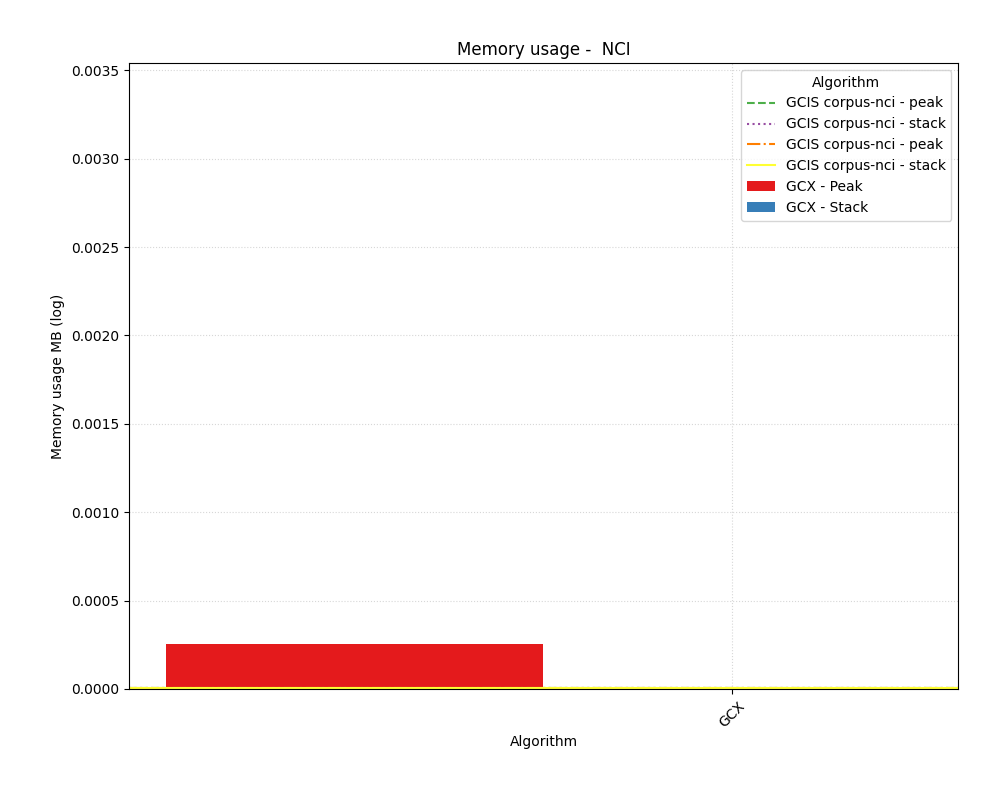 Memory usage -  NCI
0.0035
0.0030
0.0025
0.0020
0.0015
0.0010
0.0005
0.0000
Memory usage MB (log)
Algorithm
GCIS corpus-nci - peak
GCIS corpus-nci - stack
GCIS corpus-nci - peak
GCIS corpus-nci - stack
GCX - Peak
GCX - Stack
GCX
Algorithm